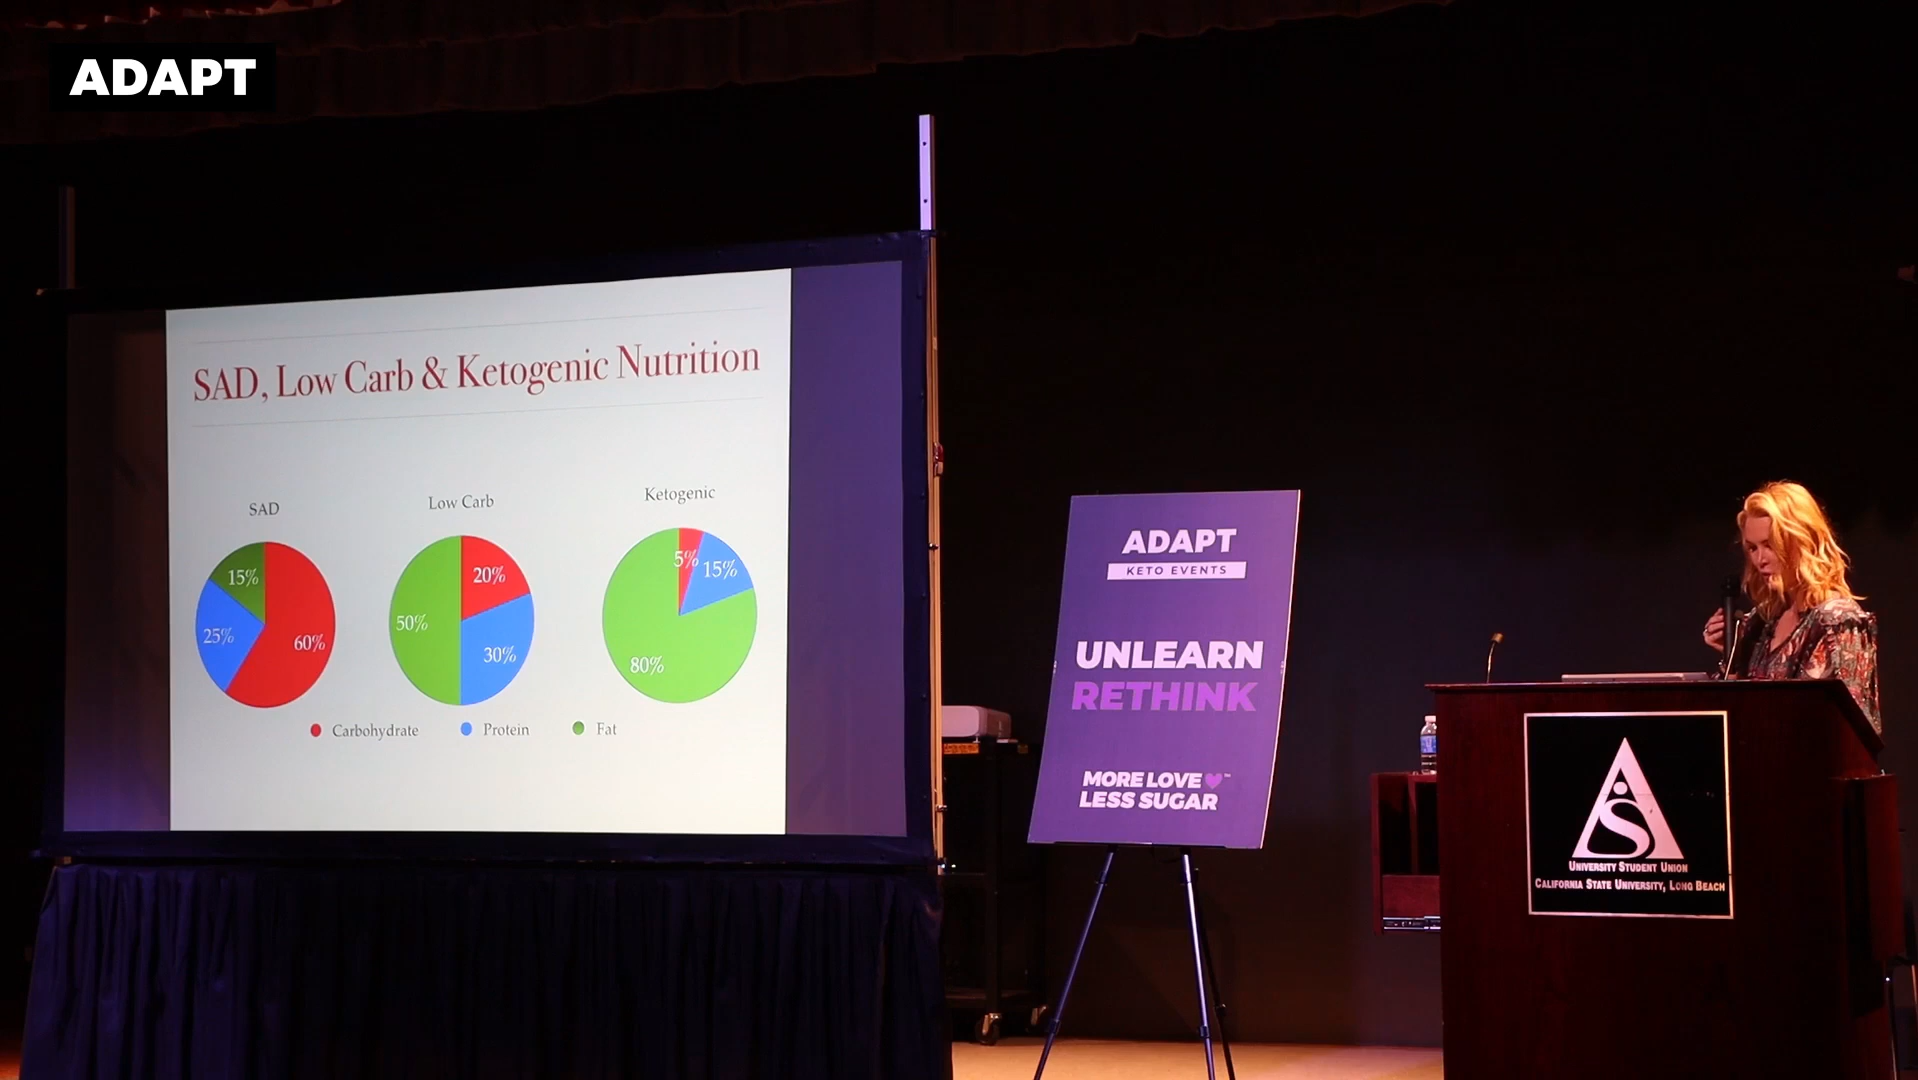 ADAPT
SAD, Low Carb & Ketogenic Nutrition
SAD
Low Carb
Ketogenic
15%
25%
60%
20%
50%
30%
5%
15%
80%
Carbohydrate
Protein
Fat
ADAPT
KETO EVENTS
UNLEARN
RETHINK
MORE LOVE ™
LESS SUGAR
UNIVERSITY STUDENT UNION
CALIFORNIA STATE UNIVERSITY, LONG BEACH